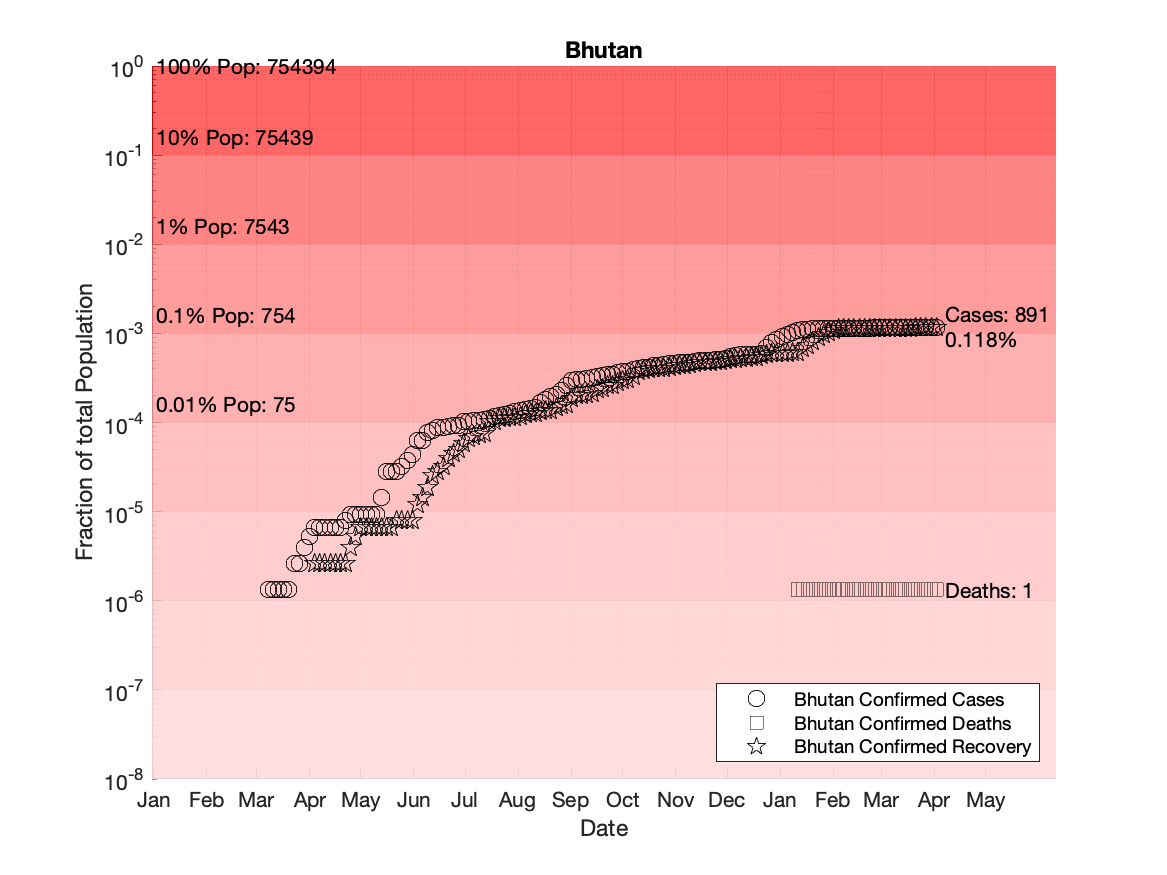 Bhutan
10^0
100% Pop: 754394
10% Pop: 75439
10^-1
1% Pop: 7543
10^-2
0.1% Pop: 754
Cases: 891
10^-3
0.118%
0.01% Pop: 75
10^-4
10^-5
10^-6
Deaths: 1
10^-7
10^-8
Fraction of total Population
Bhutan Confirmed Cases
Bhutan Confirmed Deaths
Bhutan Confirmed Recovery
Jan Feb Mar Apr May Jun Jul Aug Sep Oct Nov Dec Jan Feb Mar Apr May
Date